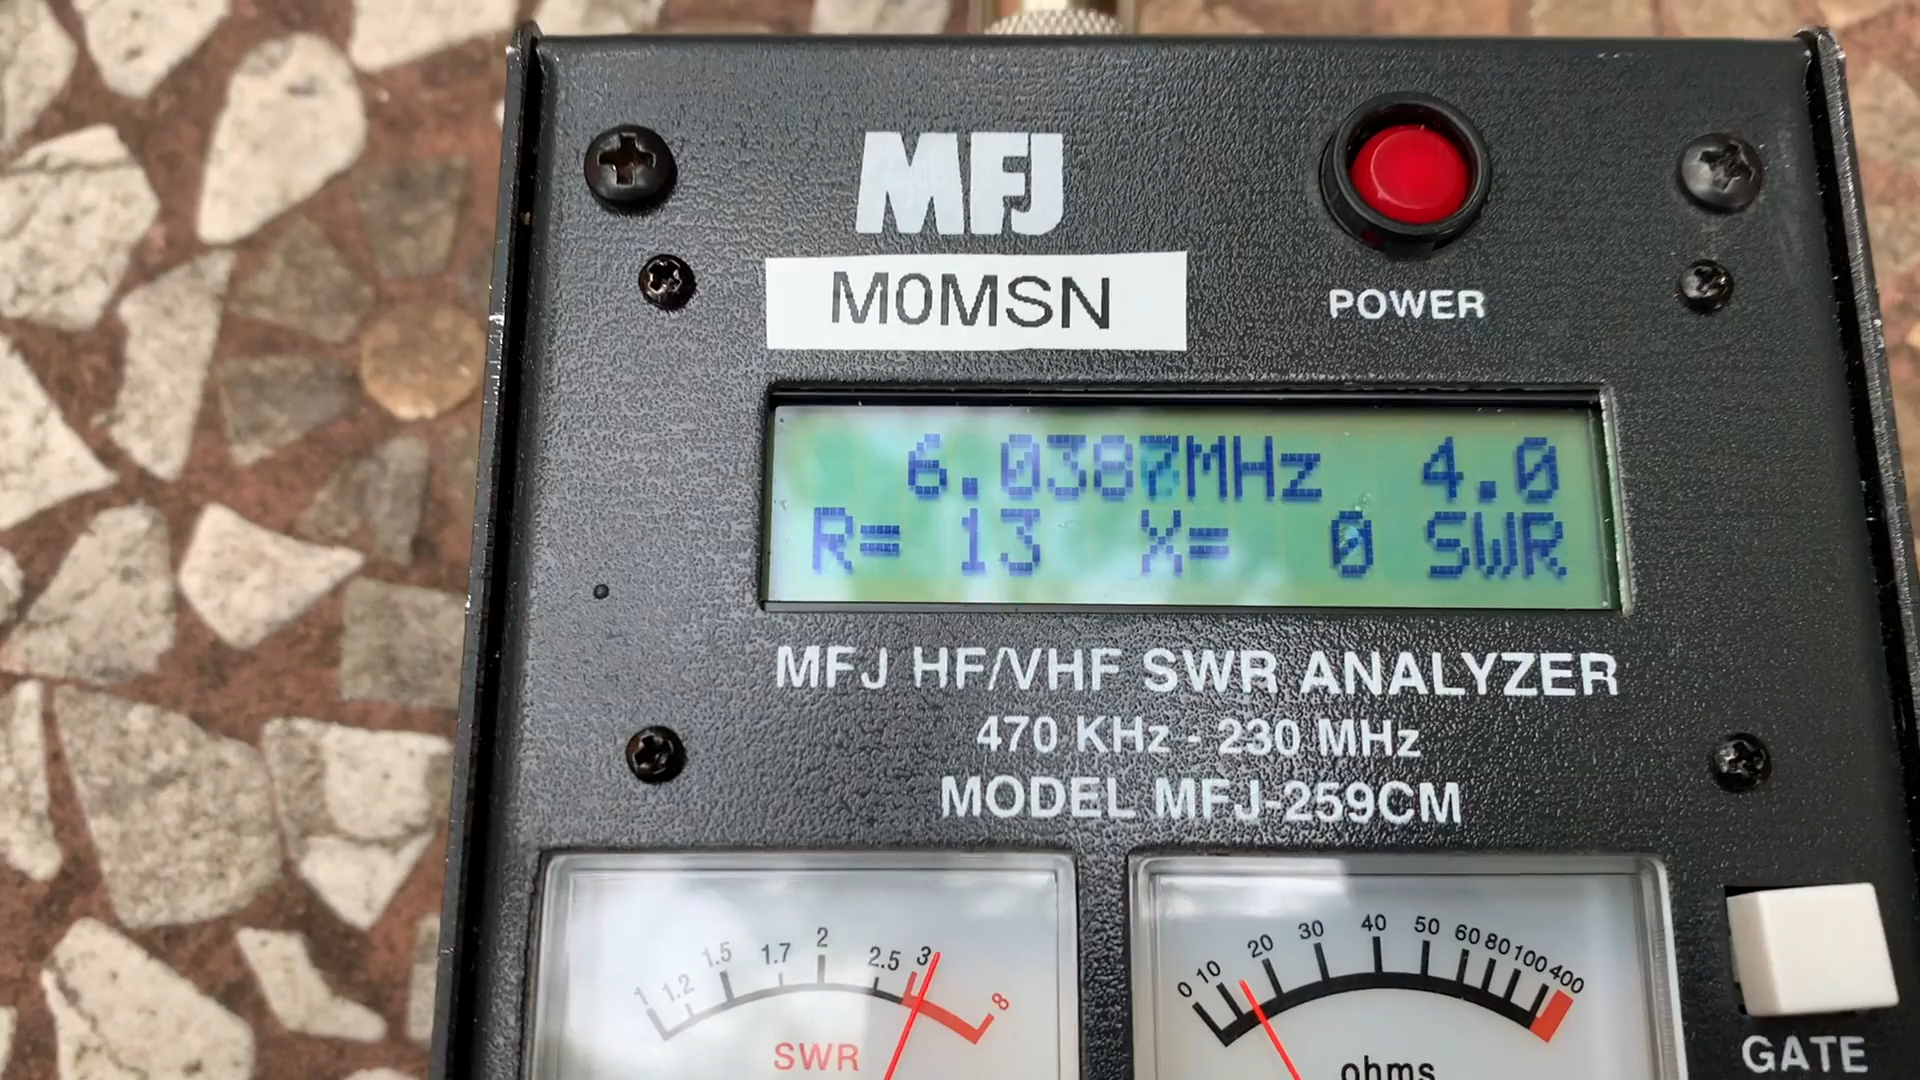 MFJ
M0MSN
POWER
6.0387MHz 4.0
R= 13 X= 0 SWR
MFJ HF/VHF SWR ANALYZER
470 KHz - 230 MHz
MODEL MFJ-259CM
1 1.2 1.5 1.7 2 2.5 3 8
SWR
0 10 20 30 40 50 60 80 100 400
ohms
GATE